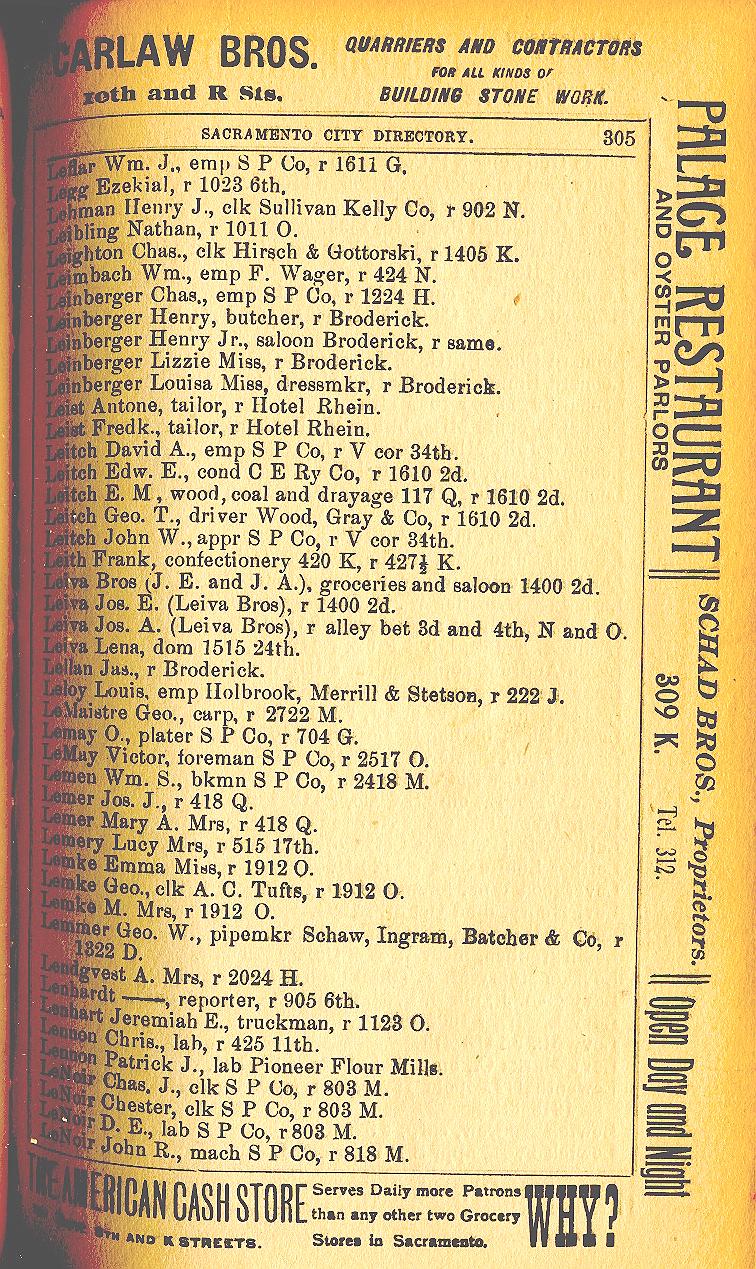 CARLAW BROS.
10th and R Sts.
QUARRIERS AND CONTRACTORS
FOR ALL KINDS OF
BUILDING STONE WORK.
SACRAMENTO CITY DIRECTORY. 305
Leflar Wm. J., emp S P Co, r 1611 G.
Legg Ezekial, r 1023 6th.
Lehman Henry J., clk Sullivan Kelly Co, r 902 N.
Leibling Nathan, r 1011 O.
Leighton Chas., clk Hirsch & Gottorski, r 1405 K.
Leimbach Wm., emp F. Wager, r 424 N.
Leinberger Chas., emp S P Co, r 1224 H.
Leinberger Henry, butcher, r Broderick.
Leinberger Henry Jr., saloon Broderick, r same.
Leinberger Lizzie Miss, r Broderick.
Leinberger Louisa Miss, dressmkr, r Broderick.
Leist Antone, tailor, r Hotel Rhein.
Leist Fredk., tailor, r Hotel Rhein.
Leitch David A., emp S P Co, r V cor 34th.
Leitch Edw. E., cond C E Ry Co, r 1610 2d.
Leitch E. M , wood, coal and drayage 117 Q, r 1610 2d.
Leitch Geo. T., driver Wood, Gray & Co, r 1610 2d.
Leitch John W., appr S P Co, r V cor 34th.
Leith Frank, confectionery 420 K, r 427½ K.
Leiva Bros (J. E. and J. A.), groceries and saloon 1400 2d.
Leiva Jos. E. (Leiva Bros), r 1400 2d.
Leiva Jos. A. (Leiva Bros), r alley bet 3d and 4th, N and O.
Leiva Lena, dom 1515 24th.
Lellan Jas., r Broderick.
Leloy Louis, emp Holbrook, Merrill & Stetson, r 222 J.
LeMaistre Geo., carp, r 2722 M.
Lemay O., plater S P Co, r 704 G.
LeMay Victor, foreman S P Co, r 2517 O.
Lemen Wm. S., bkmn S P Co, r 2418 M.
Lemer Jos. J., r 418 Q.
Lemer Mary A. Mrs, r 418 Q.
Lemery Lucy Mrs, r 515 17th.
Lemke Emma Miss, r 1912 O.
Lemke Geo., clk A. C. Tufts, r 1912 O.
Lemke M. Mrs, r 1912 O.
Lemmer Geo. W., pipemkr Schaw, Ingram, Batcher & Co, r
1322 D.
Lendgvest A. Mrs, r 2024 H.
Lenhardt ——, reporter, r 905 6th.
Lenhart Jeremiah E., truckman, r 1123 O.
Lennon Chris., lab, r 425 11th.
Lennon Patrick J., lab Pioneer Flour Mills.
LeNoir Chas. J., clk S P Co, r 803 M.
LeNoir Chester, clk S P Co, r 803 M.
LeNoir D. E., lab S P Co, r 803 M.
LeNoir John R., mach S P Co, r 818 M.
THE AMERICAN CASH STORE
8TH AND K STREETS.
Serves Daily more Patrons
than any other two Grocery
Stores in Sacramento.
WHY?
PALACE RESTAURANT
AND OYSTER PARLORS
SCHAD BROS., Proprietors.
309 K. Tel. 312.
Open Day and Night